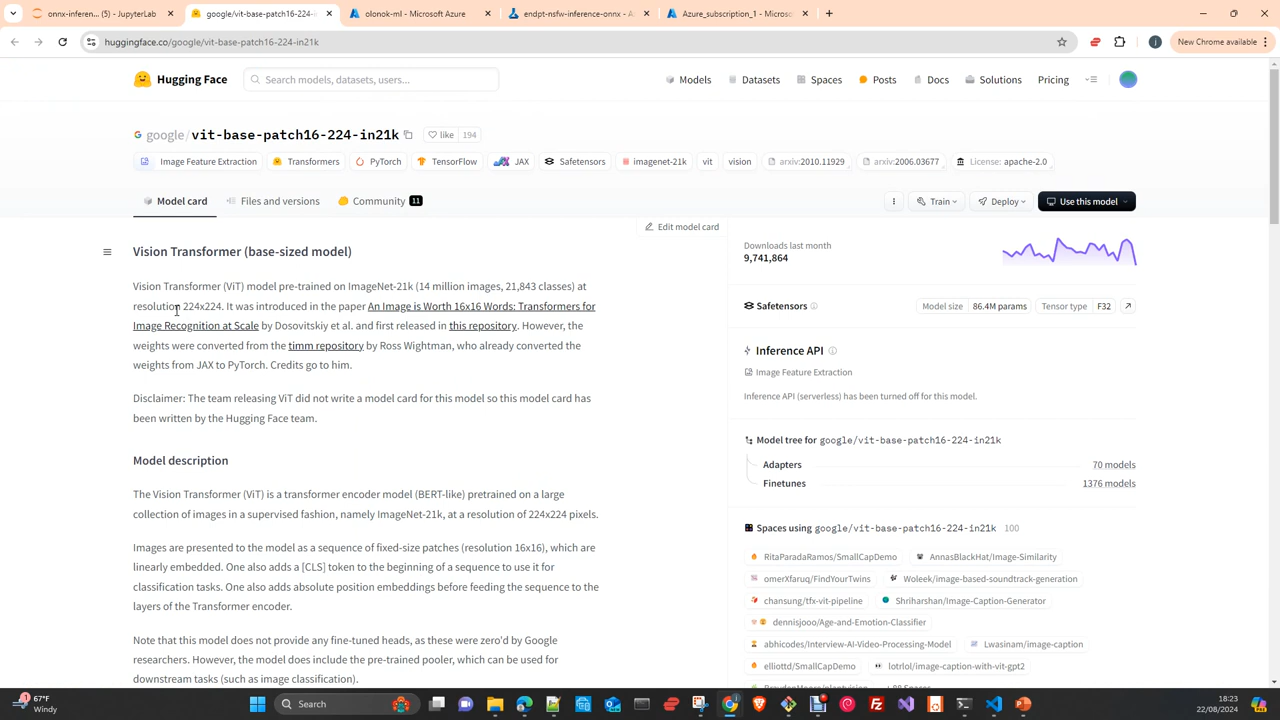 onnx-inferen... (5) - JupyterLab
google/vit-base-patch16-224-i
olonok-ml - Microsoft Azure
endpt-nsfw-inference-onnx - A
Azure_subscription_1 - Microso
huggingface.co/google/vit-base-patch16-224-in21k
New Chrome available
Hugging Face
Search models, datasets, users...
Models
Datasets
Spaces
Posts
Docs
Solutions
Pricing
google/vit-base-patch16-224-in21k
like 194
Image Feature Extraction
Transformers
PyTorch
TensorFlow
JAX
Safetensors
imagenet-21k
vit
vision
arxiv:2010.11929
arxiv:2006.03677
License: apache-2.0
Model card
Files and versions
Community 11
Train
Deploy
Use this model
Edit model card
Vision Transformer (base-sized model)
Vision Transformer (ViT) model pre-trained on ImageNet-21k (14 million images, 21,843 classes) at
resolution 224x224. It was introduced in the paper An Image is Worth 16x16 Words: Transformers for
Image Recognition at Scale by Dosovitskiy et al. and first released in this repository. However, the
weights were converted from the timm repository by Ross Wightman, who already converted the
weights from JAX to PyTorch. Credits go to him.
Disclaimer: The team releasing ViT did not write a model card for this model so this model card has
been written by the Hugging Face team.
Model description
The Vision Transformer (ViT) is a transformer encoder model (BERT-like) pretrained on a large
collection of images in a supervised fashion, namely ImageNet-21k, at a resolution of 224x224 pixels.
Images are presented to the model as a sequence of fixed-size patches (resolution 16x16), which are
linearly embedded. One also adds a [CLS] token to the beginning of a sequence to use it for
classification tasks. One also adds absolute position embeddings before feeding the sequence to the
layers of the Transformer encoder.
Note that this model does not provide any fine-tuned heads, as these were zero'd by Google
researchers. However, the model does include the pre-trained pooler, which can be used for
downstream tasks (such as image classification).
Downloads last month
9,741,864
Safetensors
Model size 86.4M params
Tensor type F32
Inference API
Image Feature Extraction
Inference API (serverless) has been turned off for this model.
Model tree for google/vit-base-patch16-224-in21k
Adapters 70 models
Finetunes 1376 models
Spaces using google/vit-base-patch16-224-in21k 100
RitaParadaRamos/SmallCapDemo
AnnasBlackHat/Image-Similarity
omerXfaruq/FindYourTwins
Woleek/image-based-soundtrack-generation
chansung/tfx-vit-pipeline
Shriharshan/Image-Caption-Generator
dennisjooo/Age-and-Emotion-Classifier
abhicodes/Interview-AI-Video-Processing-Model
Lwasinam/image-caption
elliottd/SmallCapDemo
lotrlol/image-caption-with-vit-gpt2
67°F
Windy
Search
18:23
22/08/2024